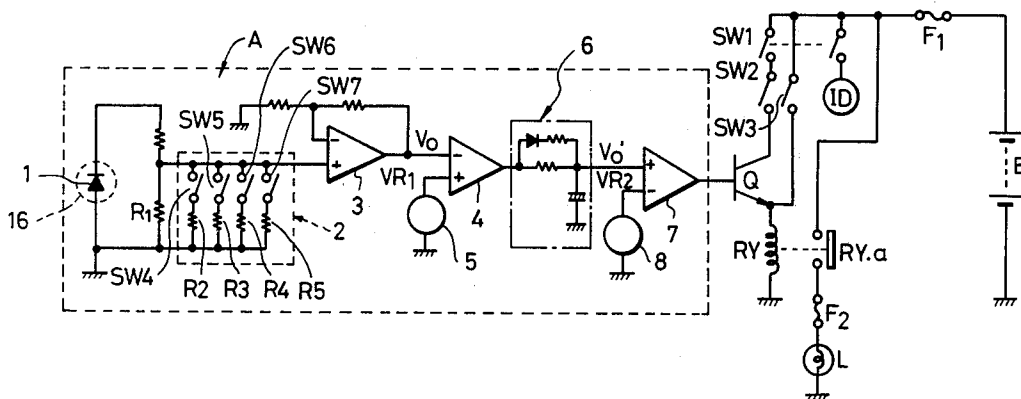 A
SW6
6
SW1
F1
SW7
SW2
SW5
ID
SW3
Vo
Vo'
1
VR1
VR2
Q
E
3
4
16
R1
2
7
5
8
RY
RY.a
SW4
R2
R3
R4
R5
F2
L